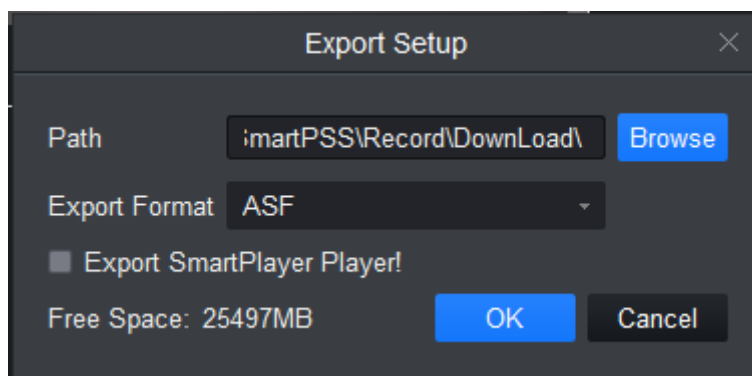 Export Setup
Path
martPSS\Record\DownLoad\ Browse
Export Format ASF
Export SmartPlayer Player!
Free Space: 25497MB OK Cancel